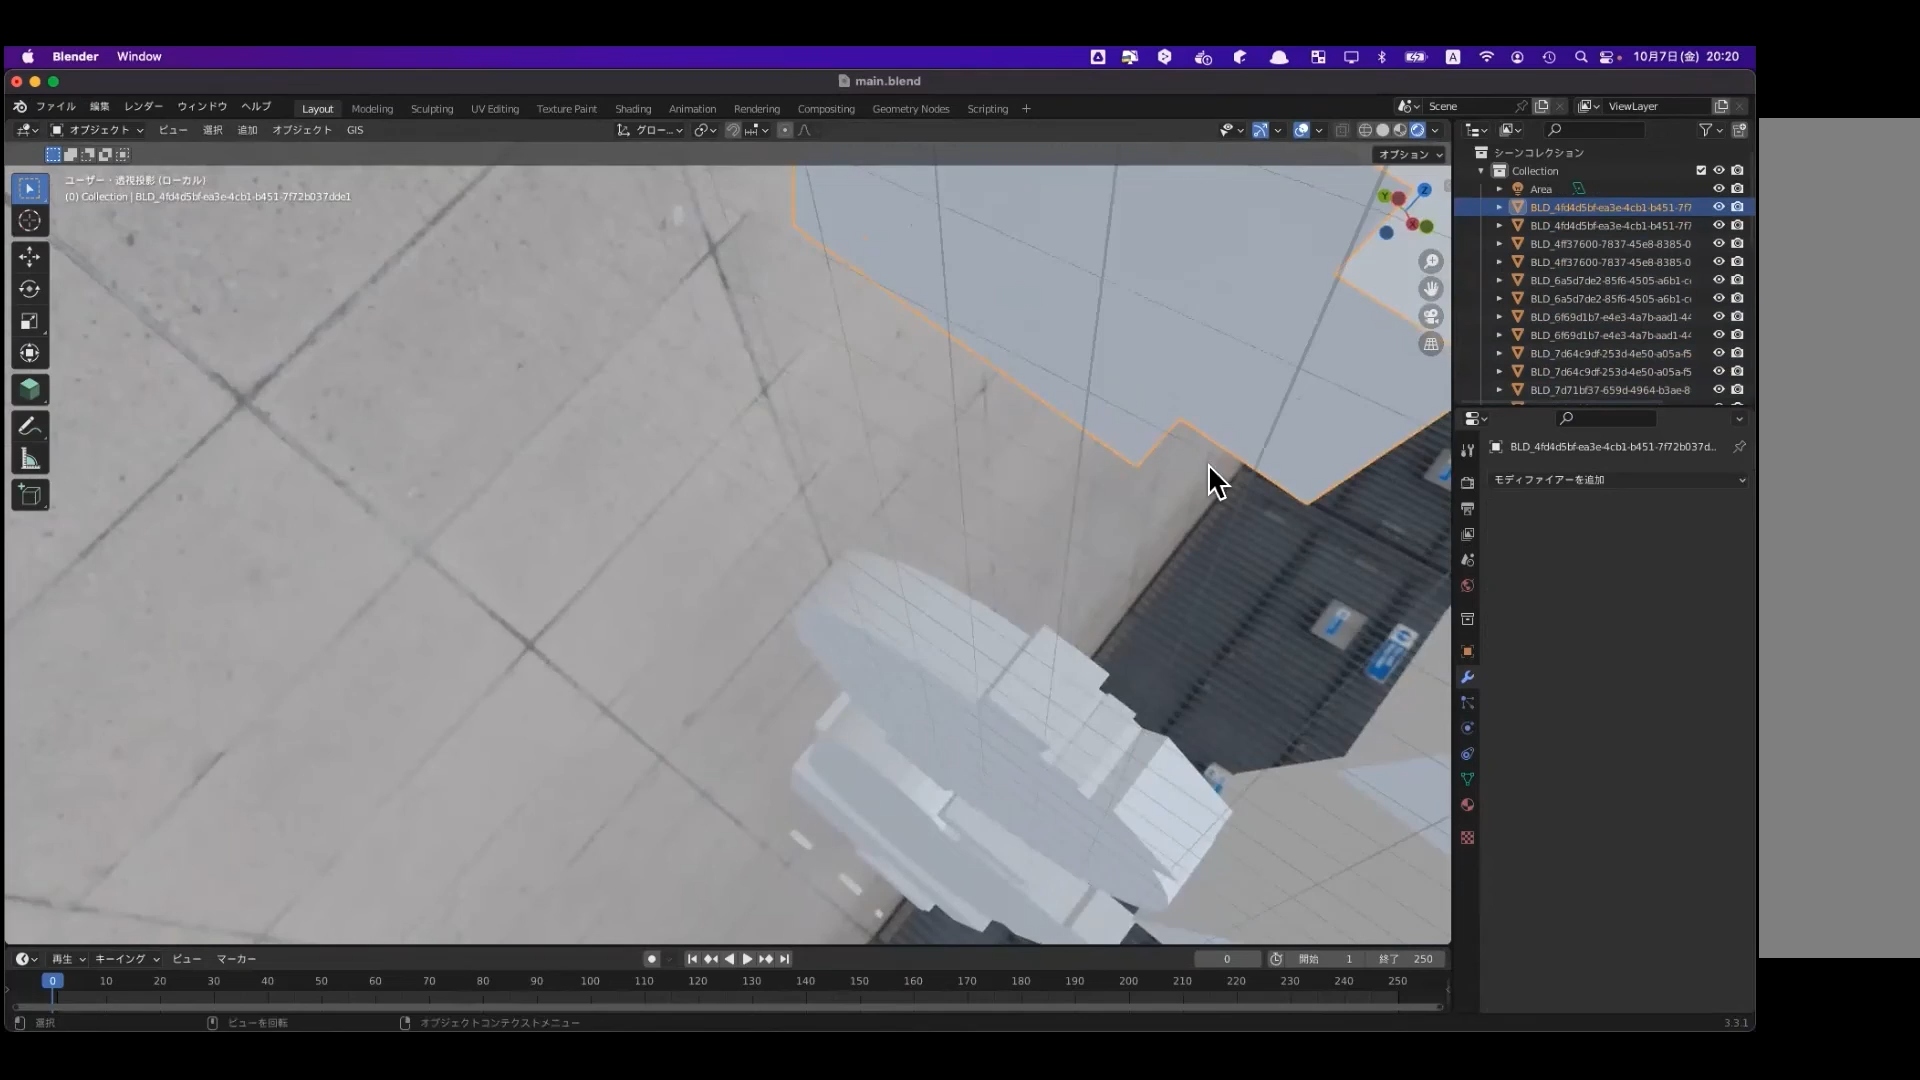 Blender Window
A 10月7日(金) 20:20
main.blend
ファイル 編集 レンダー ウィンドウ ヘルプ Layout Modeling Sculpting UV Editing Texture Paint Shading Animation Rendering Compositing Geometry Nodes Scripting + Scene ViewLayer
オブジェクト ビュー 選択 追加 オブジェクト GIS グロー...
オプション
ユーザー・透視投影 (ローカル)
(0) Collection | BLD_4fd4d5bf-ea3e-4cb1-b451-7f72b037dde1
シーンコレクション
Collection
Area
BLD_4fd4d5bf-ea3e-4cb1-b451-7f7
BLD_4fd4d5bf-ea3e-4cb1-b451-7f7
BLD_4ff37600-7837-45e8-8385-0
BLD_4ff37600-7837-45e8-8385-0
BLD_6a5d7de2-85f6-4505-a6b1-c
BLD_6a5d7de2-85f6-4505-a6b1-c
BLD_6f69d1b7-e4e3-4a7b-aad1-44
BLD_6f69d1b7-e4e3-4a7b-aad1-44
BLD_7d64c9df-253d-4e50-a05a-f5
BLD_7d64c9df-253d-4e50-a05a-f5
BLD_7d71bf37-659d-4964-b3ae-8
BLD_4fd4d5bf-ea3e-4cb1-b451-7f72b037d...
モディファイアーを追加
再生 キーイング ビュー マーカー 0 開始 1 終了 250
0 10 20 30 40 50 60 70 80 90 100 110 120 130 140 150 160 170 180 190 200 210 220 230 240 250
選択 ビューを回転 オブジェクトコンテクストメニュー 3.3.1